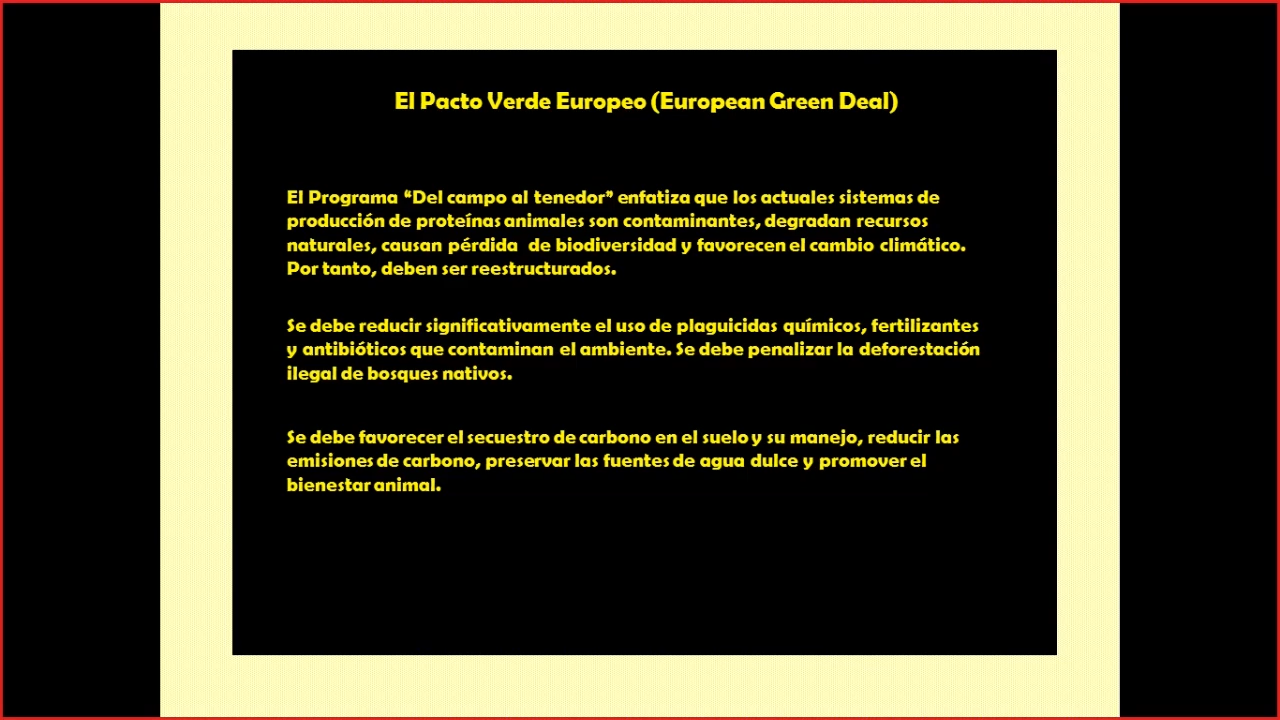 El Pacto Verde Europeo (European Green Deal)
El Programa “Del campo al tenedor” enfatiza que los actuales sistemas de
producción de proteínas animales son contaminantes, degradan recursos
naturales, causan pérdida de biodiversidad y favorecen el cambio climático.
Por tanto, deben ser reestructurados.
Se debe reducir significativamente el uso de plaguicidas químicos, fertilizantes
y antibióticos que contaminan el ambiente. Se debe penalizar la deforestación
ilegal de bosques nativos.
Se debe favorecer el secuestro de carbono en el suelo y su manejo, reducir las
emisiones de carbono, preservar las fuentes de agua dulce y promover el
bienestar animal.